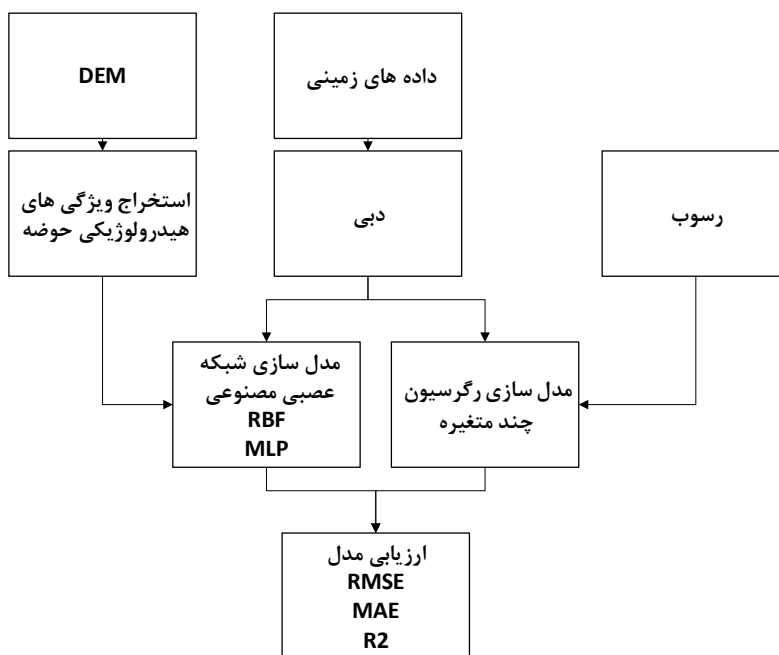 DEM
داده های زمینی
استخراج ویژگی های
هیدرولوژیکی حوضه
دبی
رسوب
مدل سازی شبکه
عصبی مصنوعی
RBF
MLP
مدل سازی رگرسیون
چند متغیره
ارزیابی مدل
RMSE
MAE
R2